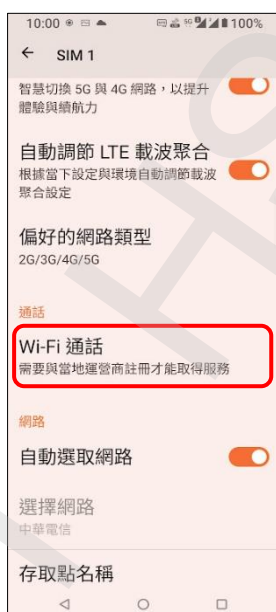 10:00
5G
100%
SIM 1
智慧切換 5G 與 4G 網路，以提升
體驗與續航力
自動調節 LTE 載波聚合
根據當下設定與環境自動調節載波
聚合設定
偏好的網路類型
2G/3G/4G/5G
通話
Wi-Fi 通話
需要與當地運營商註冊才能取得服務
網路
自動選取網路
選擇網路
中華電信
存取點名稱